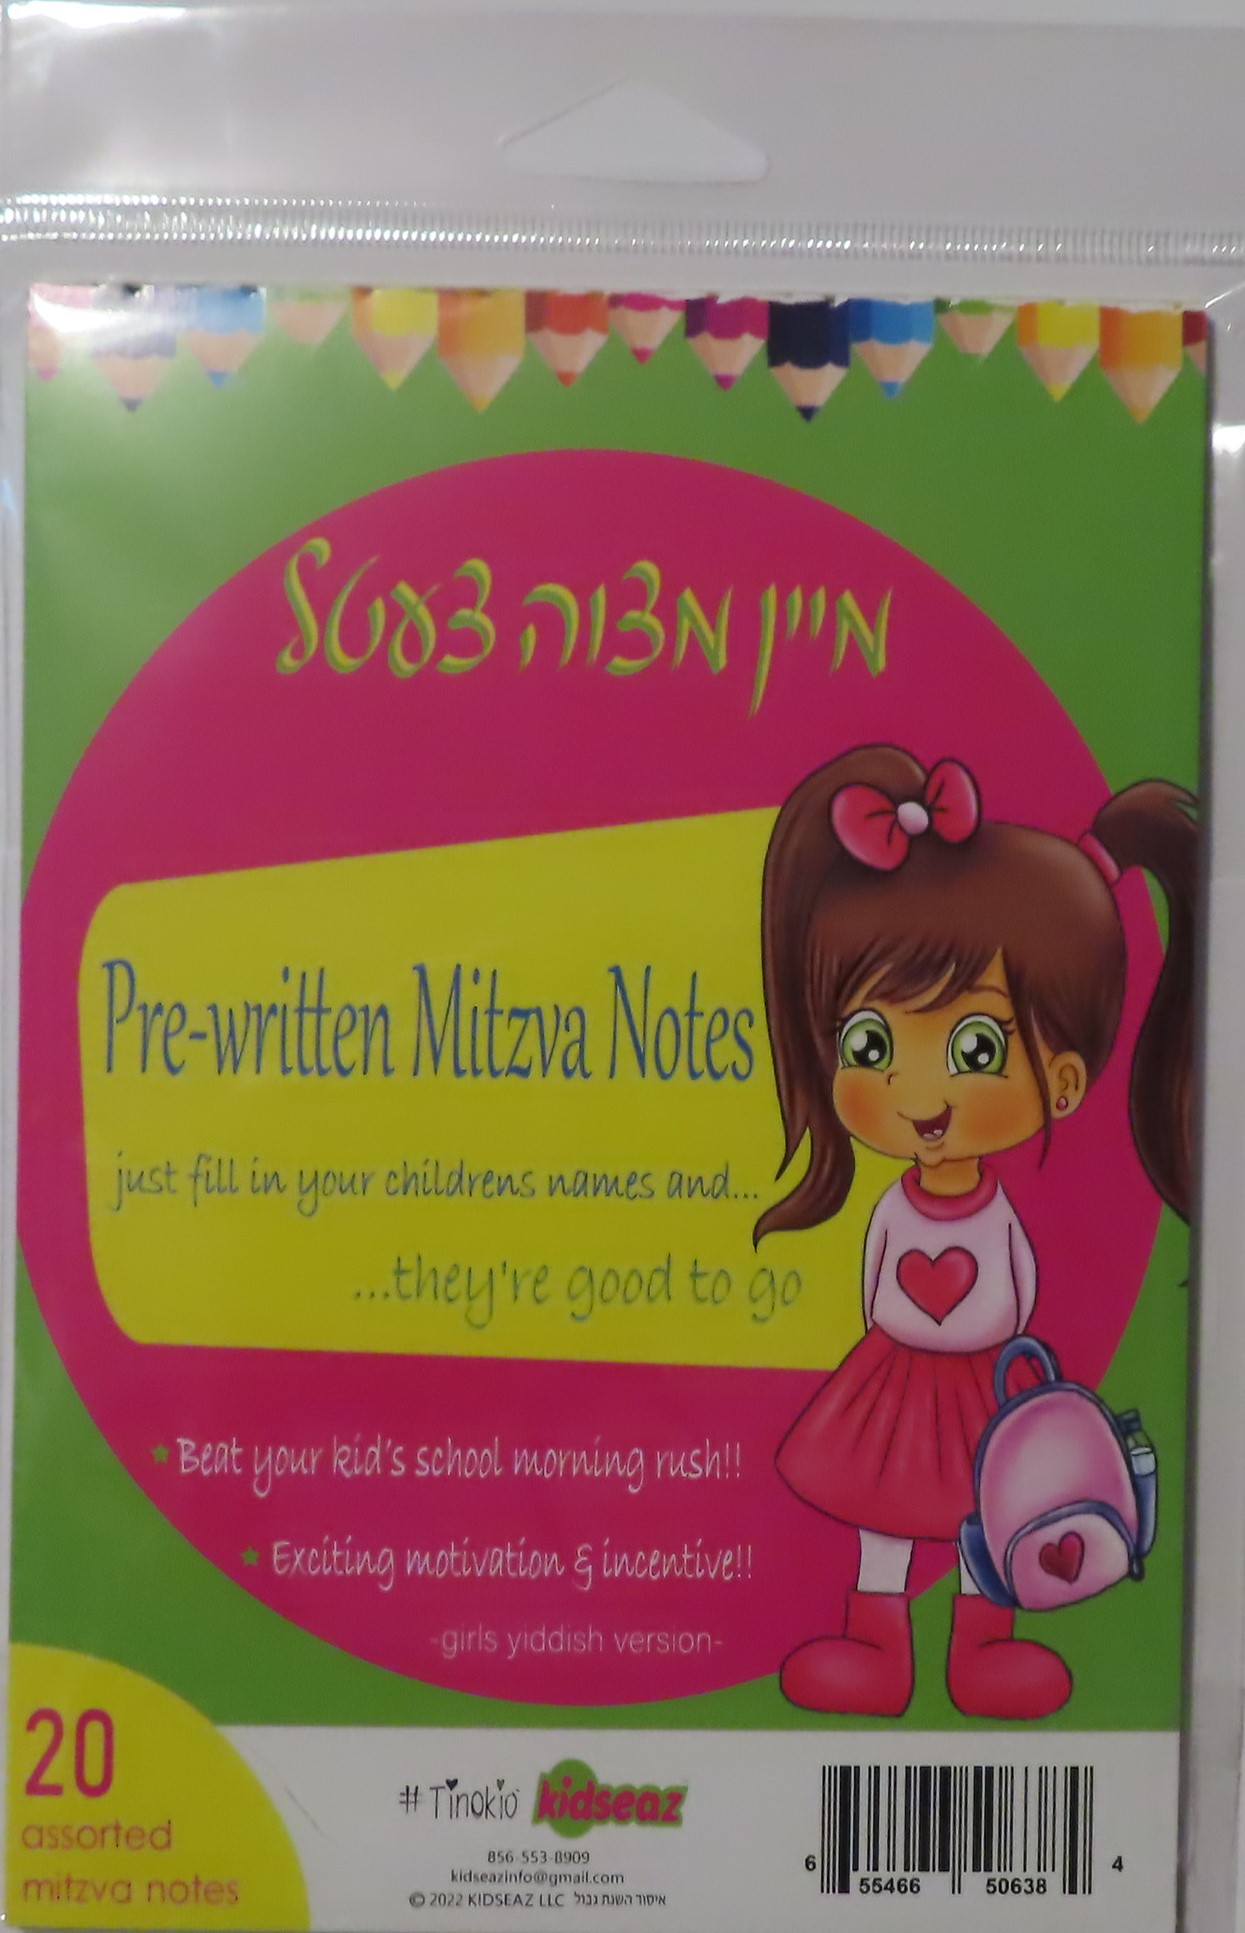 מיין מצוה צעטל
Pre-written Mitzva Notes
just fill in your childrens names and...
...they're good to go
Beat your kid's school morning rush!!
Exciting motivation & incentive!!
-girls yiddish version-
20
assorted
mitzva notes
# Tinokio kidseaz
856-553-8909
kidseazinfo@gmail.com
© 2022 KIDSEAZ LLC איסור השגת גבול
6 55466 50638 4